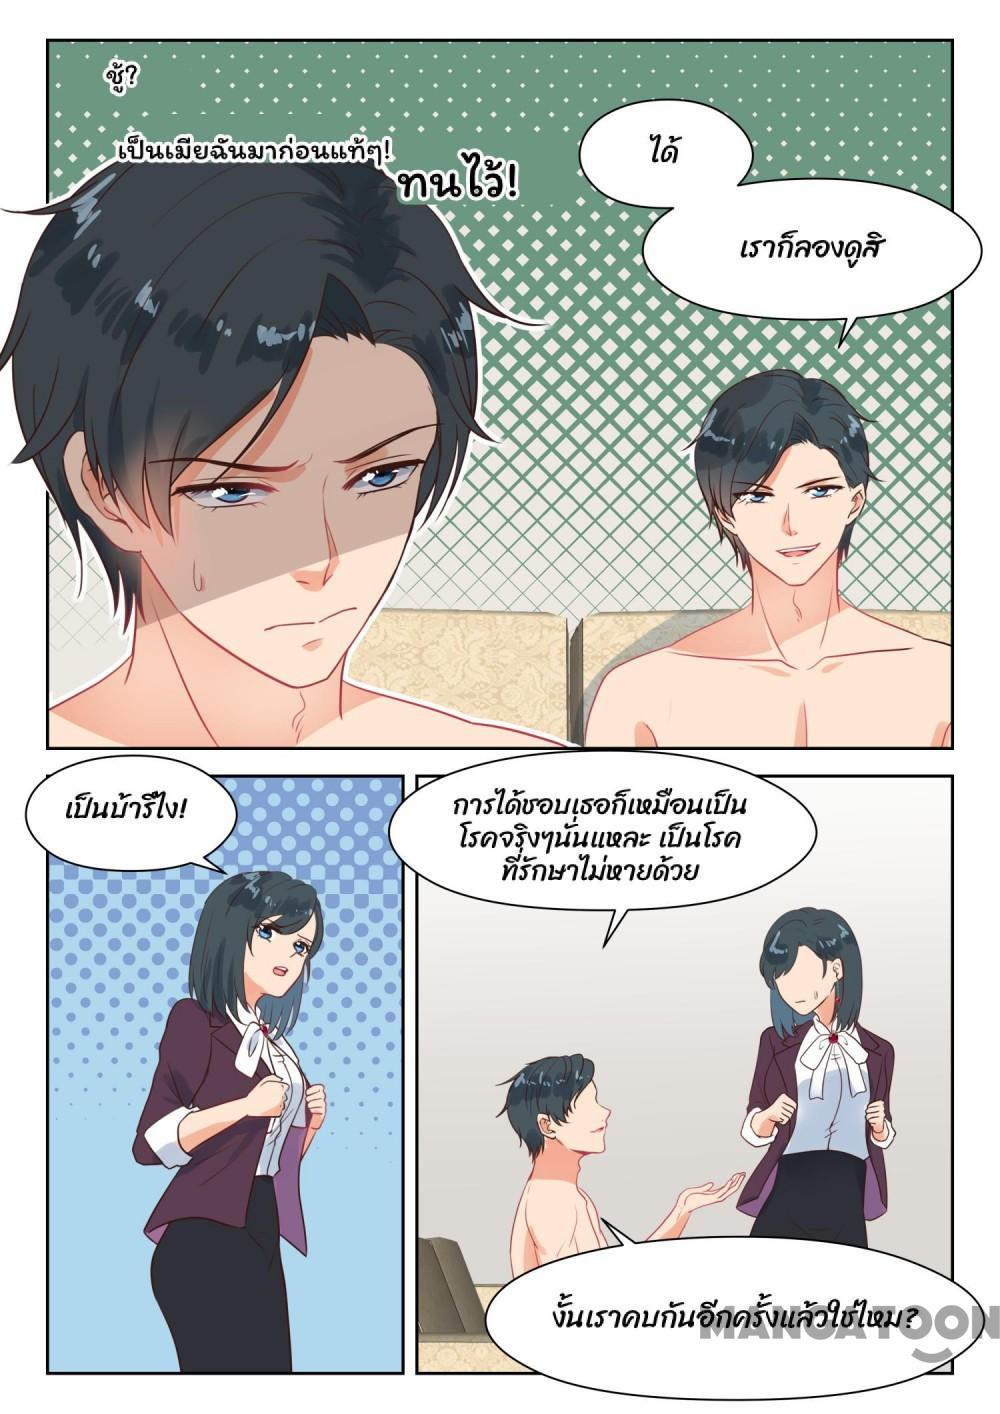 ชู้?
เป็นเมียฉันมาก่อนแท้ๆ!
ทนไว้!
ได้
เราก็ลองดูสิ
เป็นบ้ารึไง!
การได้ชอบเธอก็เหมือนเป็น
โรคจริงๆนั่นแหละ เป็นโรค
ที่รักษาไม่หายด้วย
งั้นเราคบกันอีกครั้งแล้วใช่ไหม?
MANGATOON